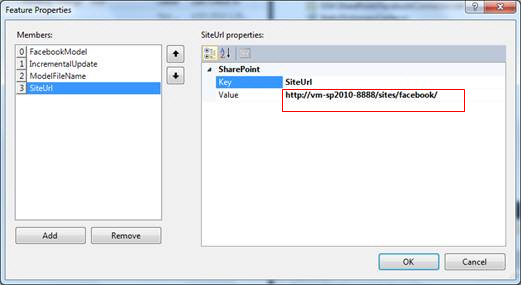 Feature Properties
Members:
0 FacebookModel
1 IncrementalUpdate
2 ModelFileName
3 SiteUrl
Add
Remove
SiteUrl properties:
SharePoint
Key SiteUrl
Value http://vm-sp2010-8888/sites/facebook/
OK
Cancel